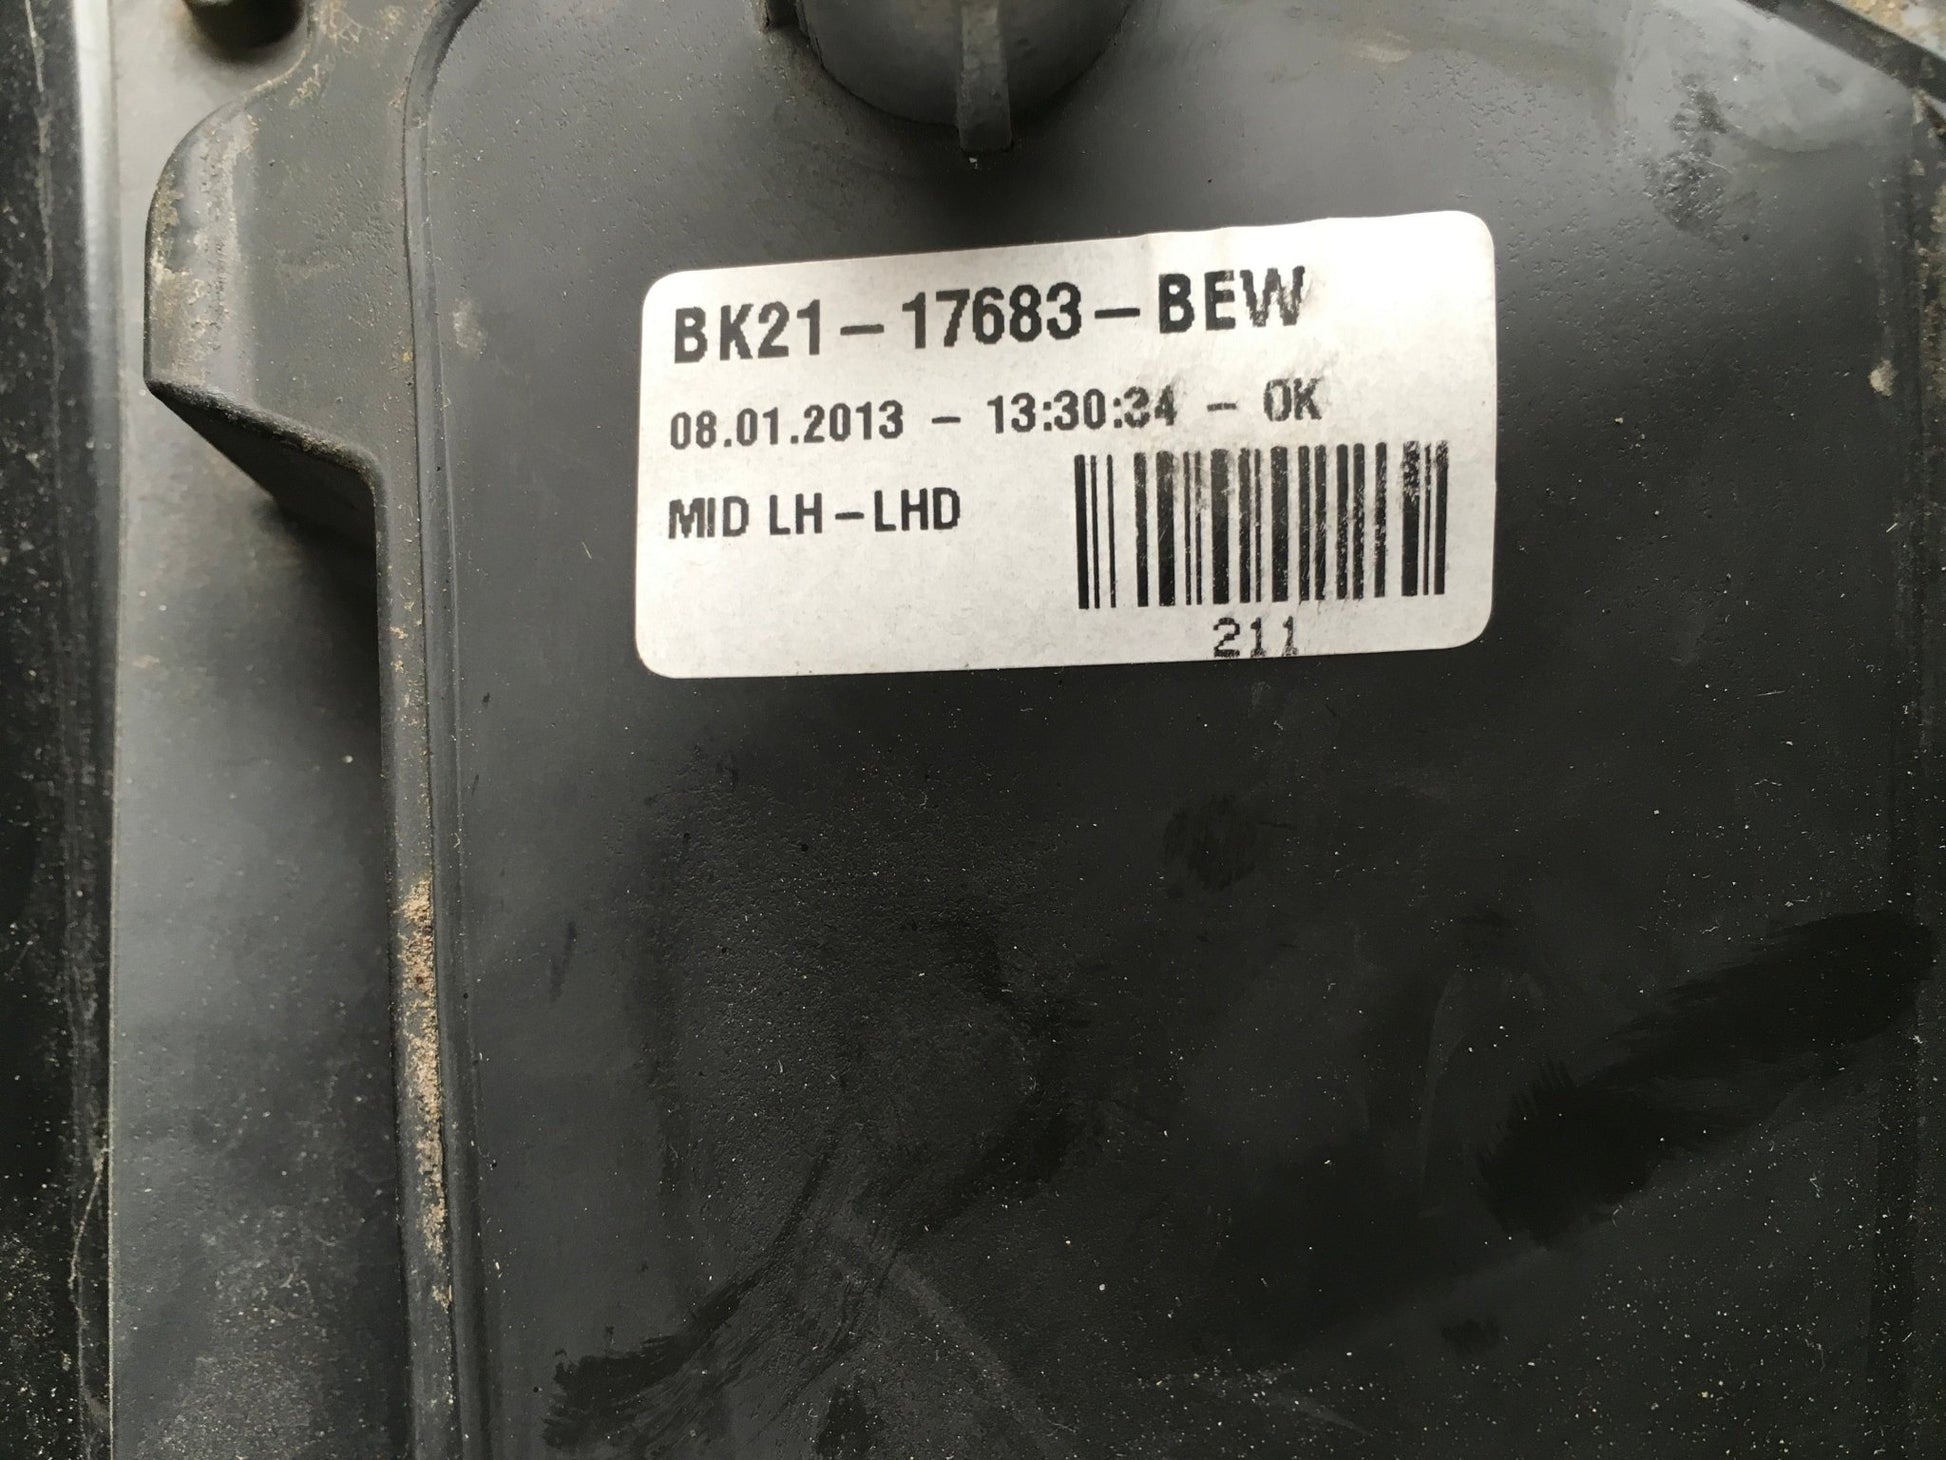 BK21-17683-BEW
08.01.2013 - 13:30:34 - OK
MID LH-LHD
211